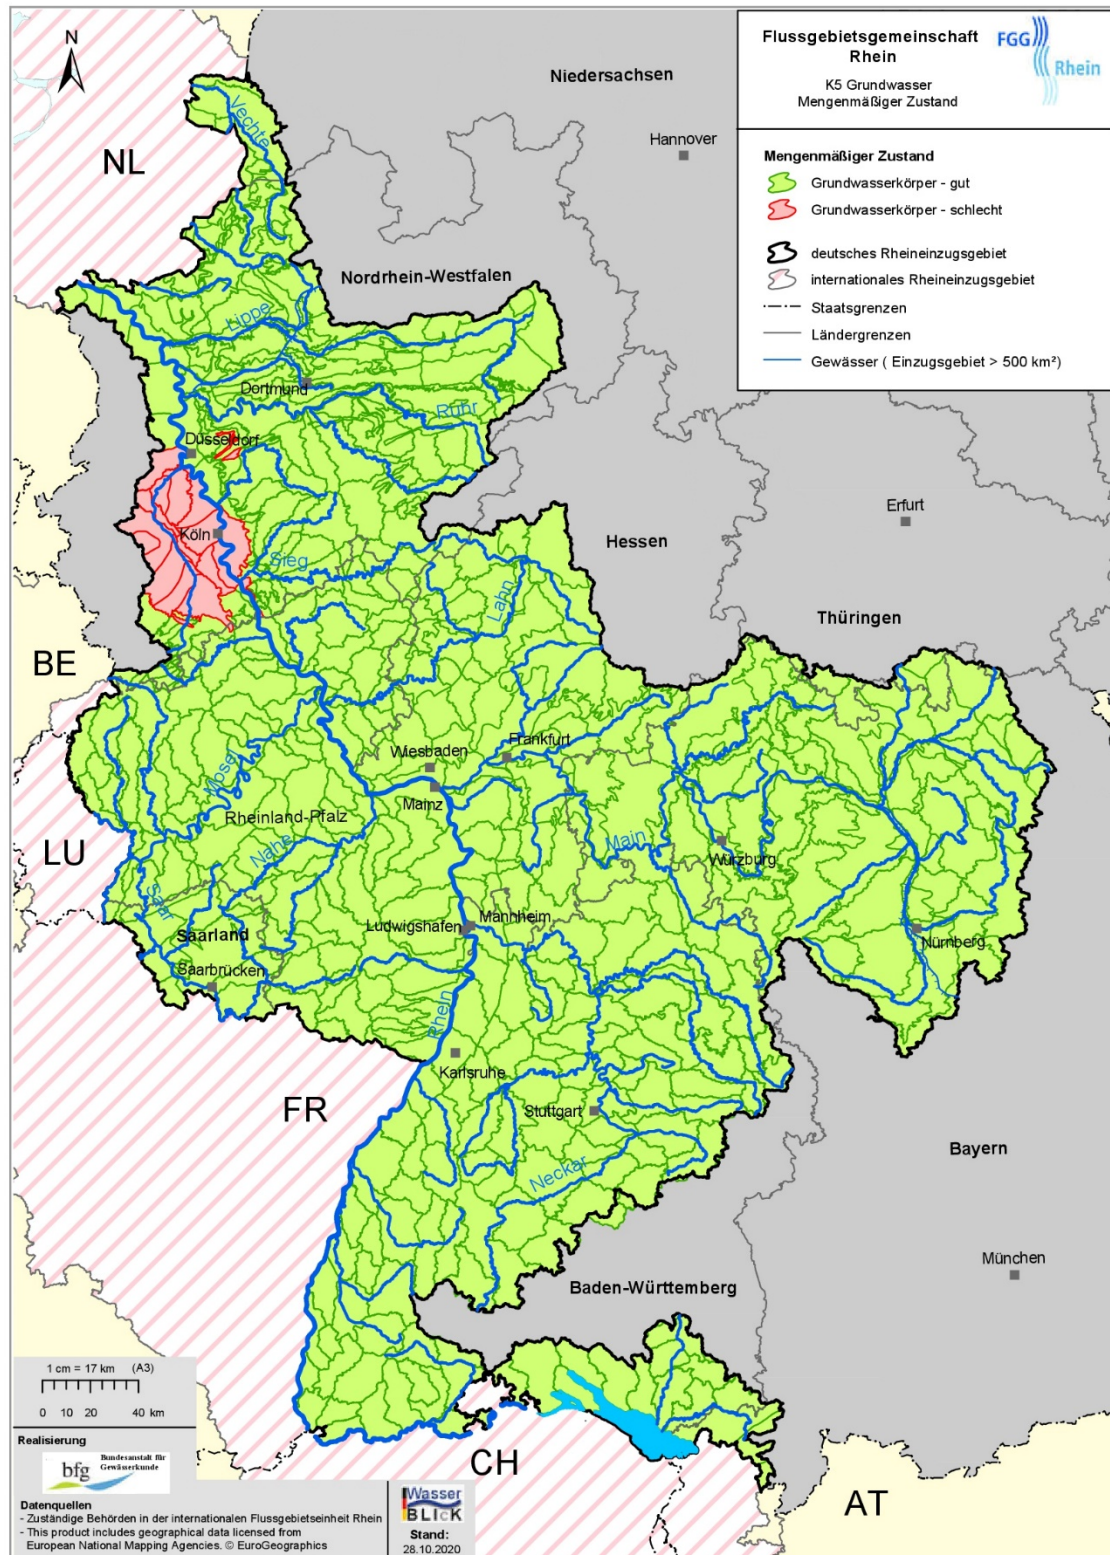 Flussgebietsgemeinschaft
Rhein
K5 Grundwasser
Mengenmäßiger Zustand
FGG
Rhein
Mengenmäßiger Zustand
Grundwasserkörper - gut
Grundwasserkörper - schlecht
deutsches Rheineinzugsgebiet
internationales Rheineinzugsgebiet
Staatsgrenzen
Ländergrenzen
Gewässer ( Einzugsgebiet > 500 km²)
N
Niedersachsen
Hannover
Vechte
NL
Nordrhein-Westfalen
Lippe
Dortmund
Ruhr
Düsseldorf
Köln
Sieg
Erfurt
Hessen
Lahn
Thüringen
BE
Wiesbaden
Frankfurt
Mosel
Mainz
Rheinland-Pfalz
Nahe
Main
Würzburg
LU
Saar
Ludwigshafen
Mannheim
Saarland
Nürnberg
Saarbrücken
Rhein
Karlsruhe
FR
Stuttgart
Bayern
Neckar
München
Baden-Württemberg
CH
AT
1 cm = 17 km (A3)
0 10 20 40 km
Realisierung
bfg
Bundesanstalt für
Gewässerkunde
Datenquellen
- Zuständige Behörden in der internationalen Flussgebietseinheit Rhein
- This product includes geographical data licensed from
European National Mapping Agencies. © EuroGeographics
Wasser
BLIcK
Stand:
28.10.2020